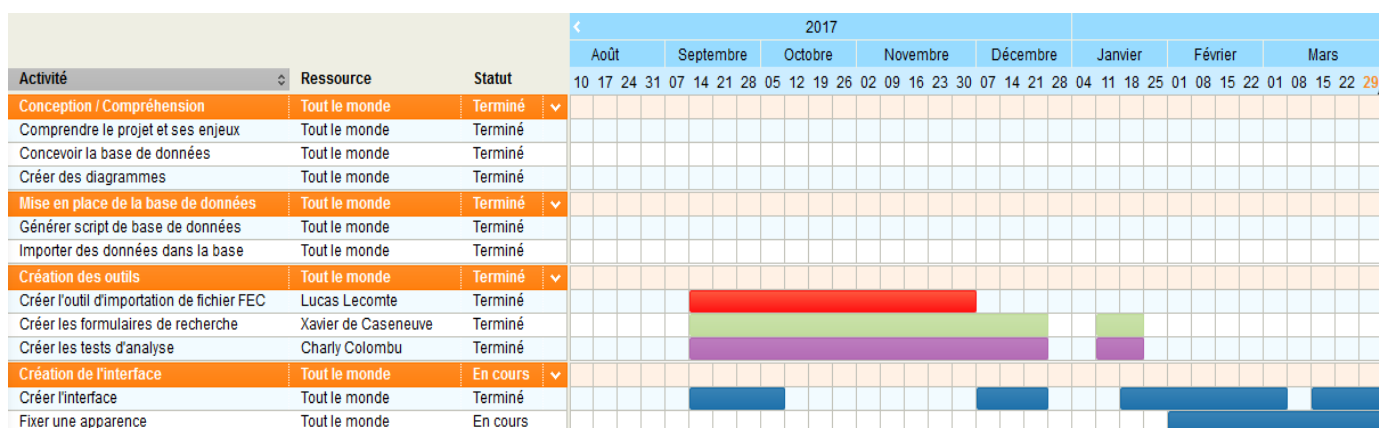 2017
Août Septembre Octobre Novembre Décembre Janvier Février Mars
Activité Ressource Statut 10 17 24 31 07 14 21 28 05 12 19 26 02 09 16 23 30 07 14 21 28 04 11 18 25 01 08 15 22 01 08 15 22 29
Conception / Compréhension Tout le monde Terminé
Comprendre le projet et ses enjeux Tout le monde Terminé
Concevoir la base de données Tout le monde Terminé
Créer des diagrammes Tout le monde Terminé
Mise en place de la base de données Tout le monde Terminé
Générer script de base de données Tout le monde Terminé
Importer des données dans la base Tout le monde Terminé
Création des outils Tout le monde Terminé
Créer l'outil d'importation de fichier FEC Lucas Lecomte Terminé
Créer les formulaires de recherche Xavier de Caseneuve Terminé
Créer les tests d'analyse Charly Colombu Terminé
Création de l'interface Tout le monde En cours
Créer l'interface Tout le monde Terminé
Fixer une apparence Tout le monde En cours